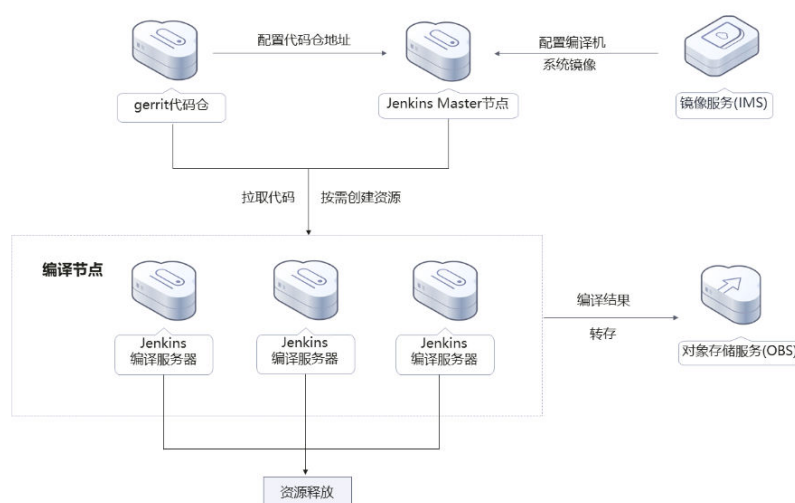 配置代码仓地址
配置编译机
系统镜像
gerrit代码仓
Jenkins Master节点
镜像服务(IMS)
拉取代码
按需创建资源
编译节点
Jenkins
编译服务器
Jenkins
编译服务器
Jenkins
编译服务器
编译结果
转存
对象存储服务(OBS)
资源释放